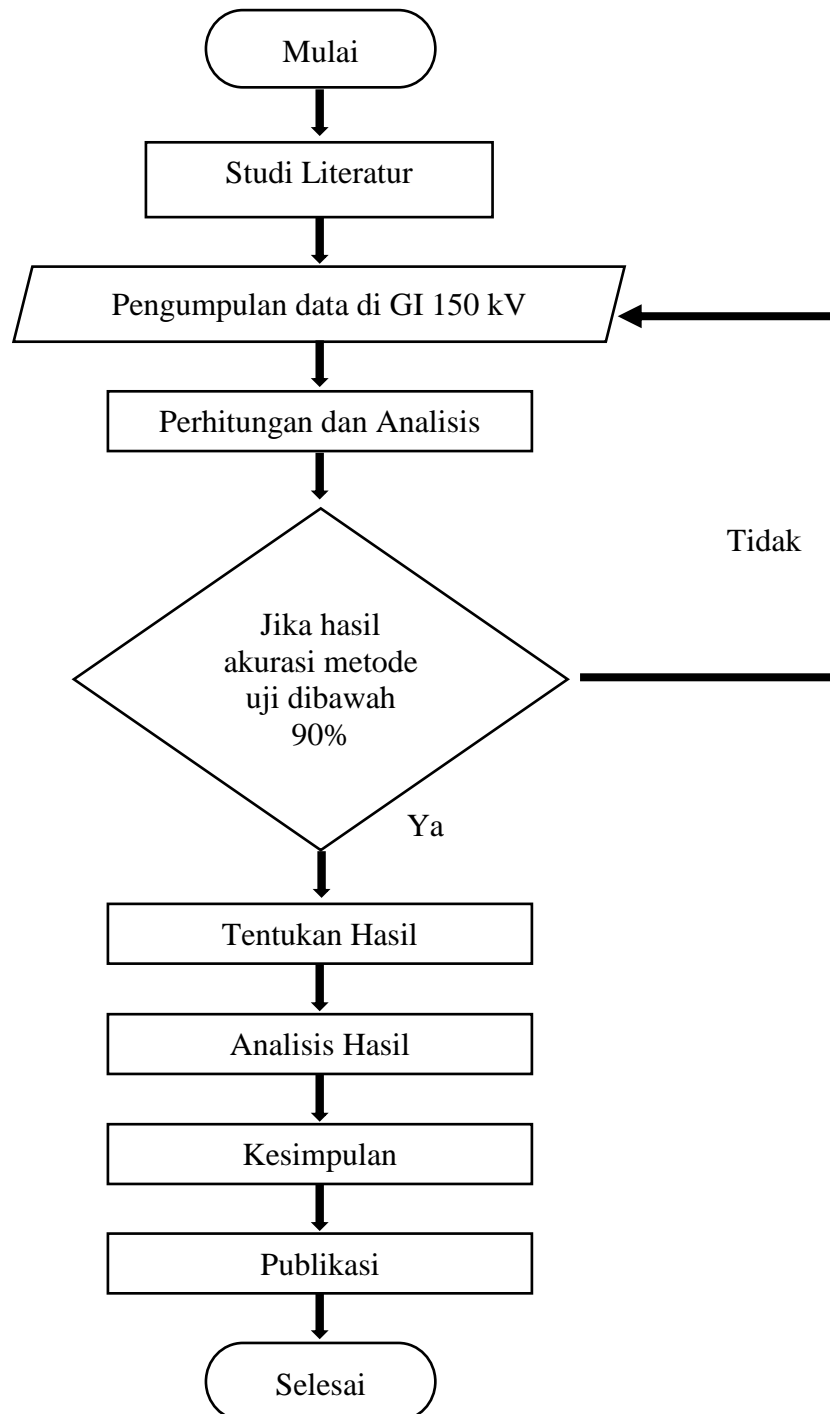 Mulai
Studi Literatur
Pengumpulan data di GI 150 kV
Perhitungan dan Analisis
Tidak
Jika hasil
akurasi metode
uji dibawah
90%
Ya
Tentukan Hasil
Analisis Hasil
Kesimpulan
Publikasi
Selesai